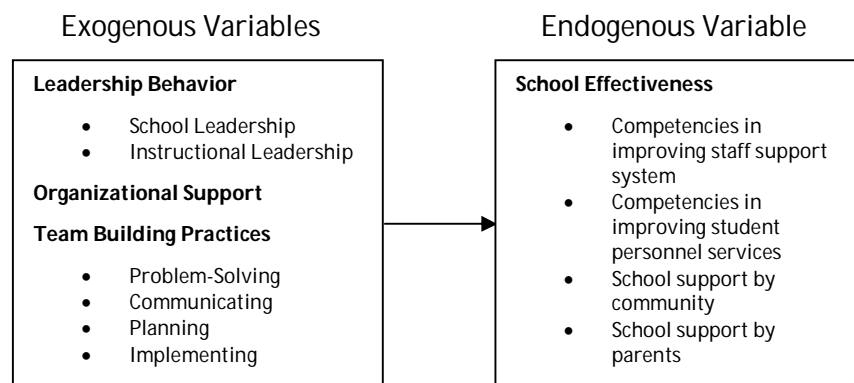 Exogenous Variables
Leadership Behavior
• School Leadership
• Instructional Leadership
Organizational Support
Team Building Practices
• Problem-Solving
• Communicating
• Planning
• Implementing
Endogenous Variable
School Effectiveness
• Competencies in
improving staff support
system
• Competencies in
improving student
personnel services
• School support by
community
• School support by
parents